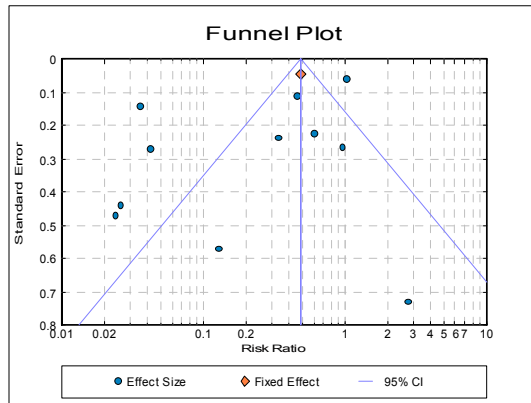 Funnel Plot
Standard Error
0
0.1
0.2
0.3
0.4
0.5
0.6
0.7
0.8
0.01 0.02 0.1 0.2 1 2 3 4 5 6 7 10
Risk Ratio
Effect Size Fixed Effect 95% CI